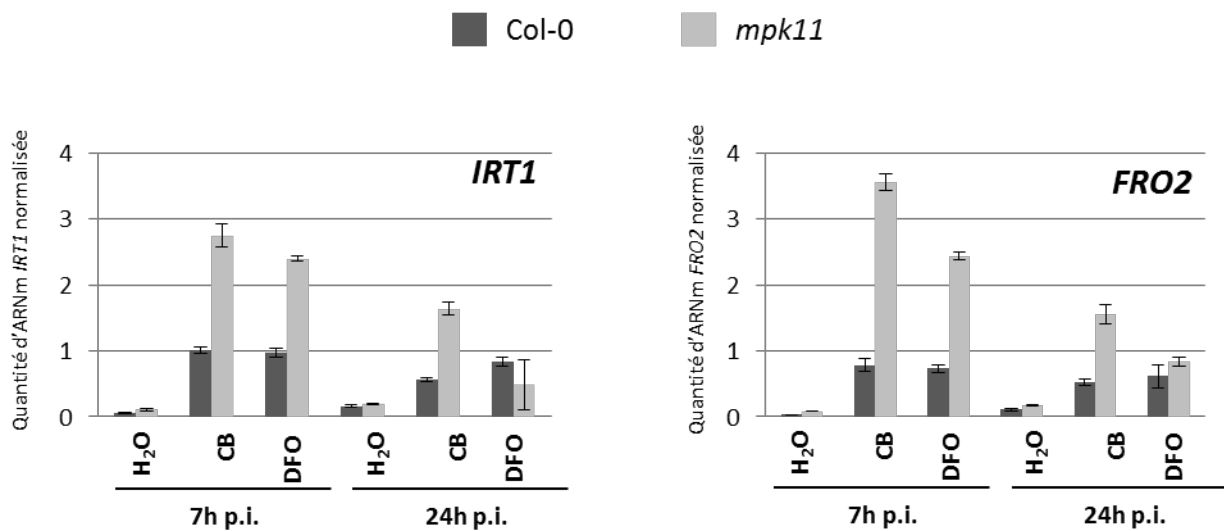 Col-0
mpk11
Quantité d'ARNm IRT1 normalisée
4
3
2
1
0
IRT1
H₂O
CB
DFO
H₂O
CB
DFO
7h p.i.
24h p.i.
Quantité d'ARNm FRO2 normalisée
4
3
2
1
0
FRO2
H₂O
CB
DFO
H₂O
CB
DFO
7h p.i.
24h p.i.